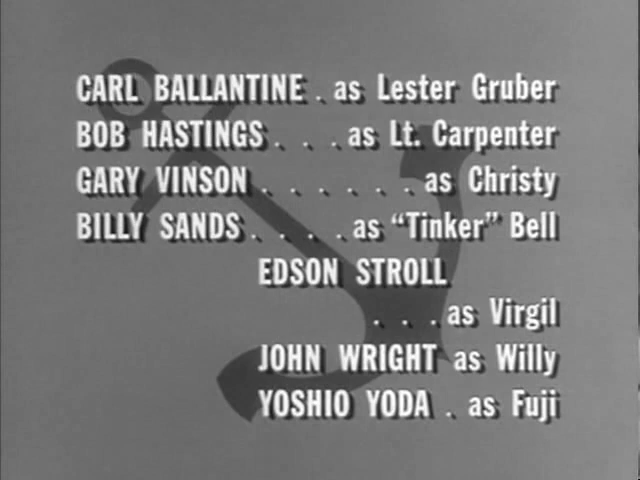 CARL BALLANTINE . as Lester Gruber
BOB HASTINGS . . . as Lt. Carpenter
GARY VINSON . . . . . . as Christy
BILLY SANDS . . . . as "Tinker" Bell
EDSON STROLL
. . . as Virgil
JOHN WRIGHT as Willy
YOSHIO YODA . as Fuji